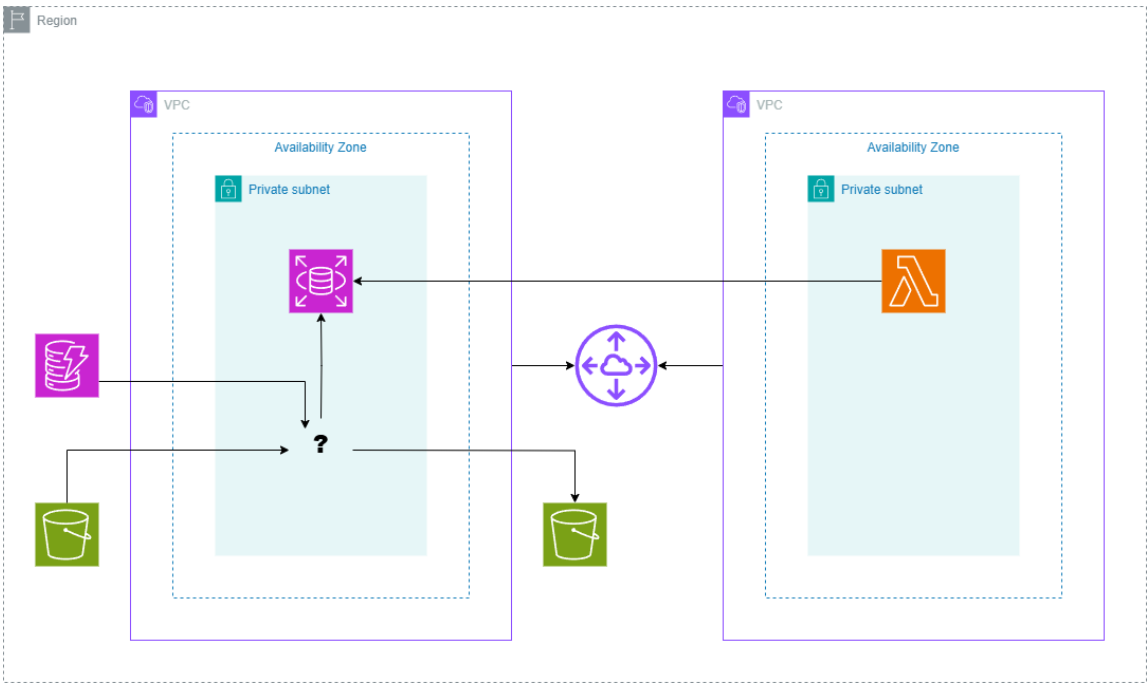 Region
VPC
VPC
Availability Zone
Availability Zone
Private subnet
Private subnet
?